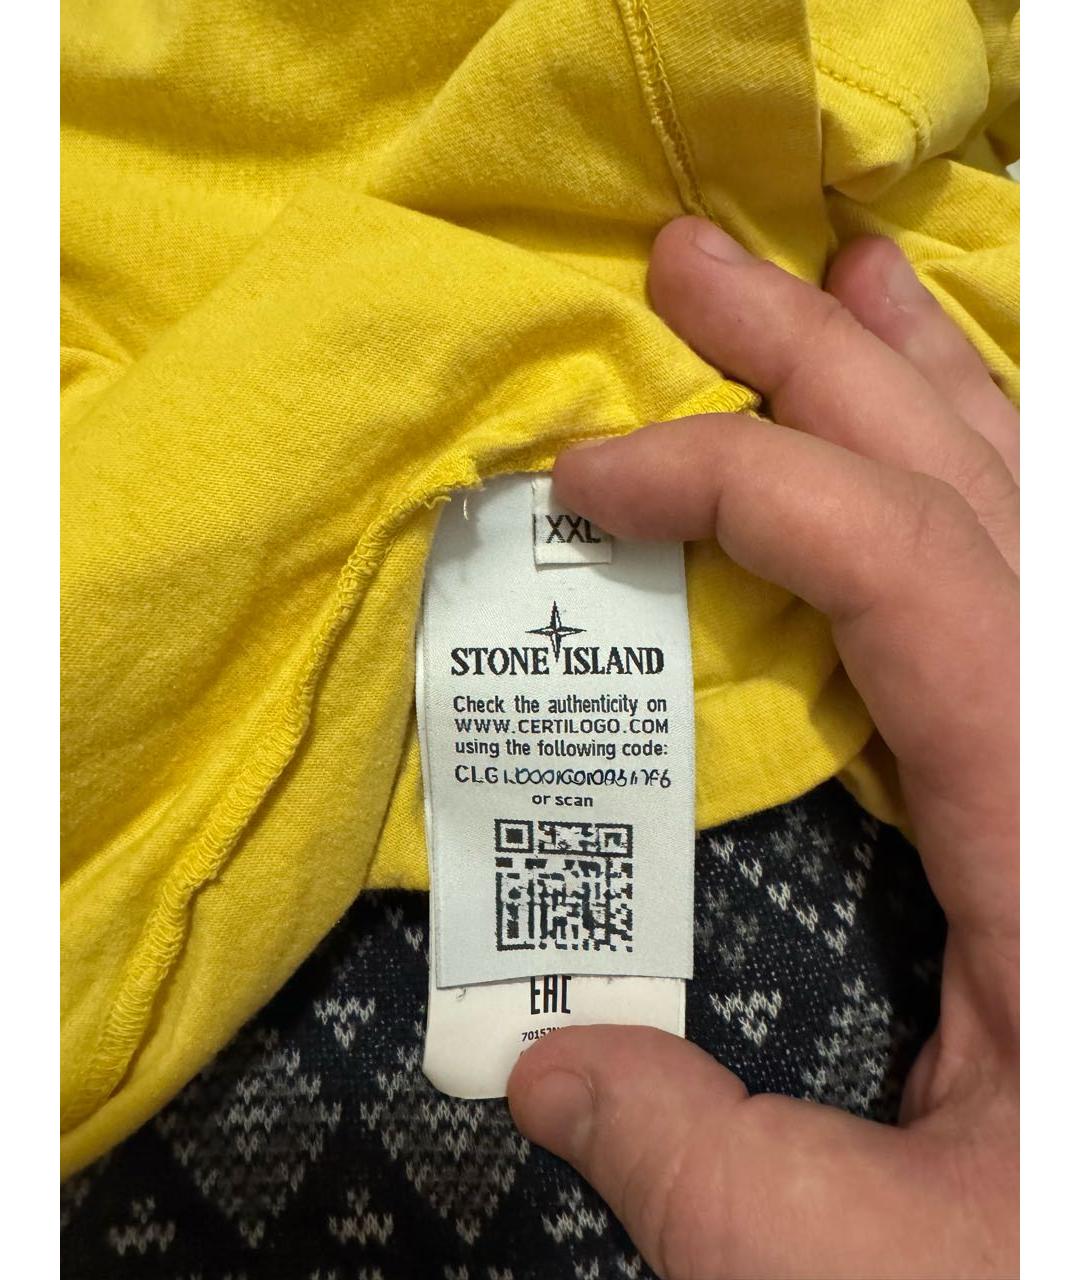 XXL
STONE ISLAND
Check the authenticity on
WWW.CERTILOGO.COM
using the following code:
or scan
EAC